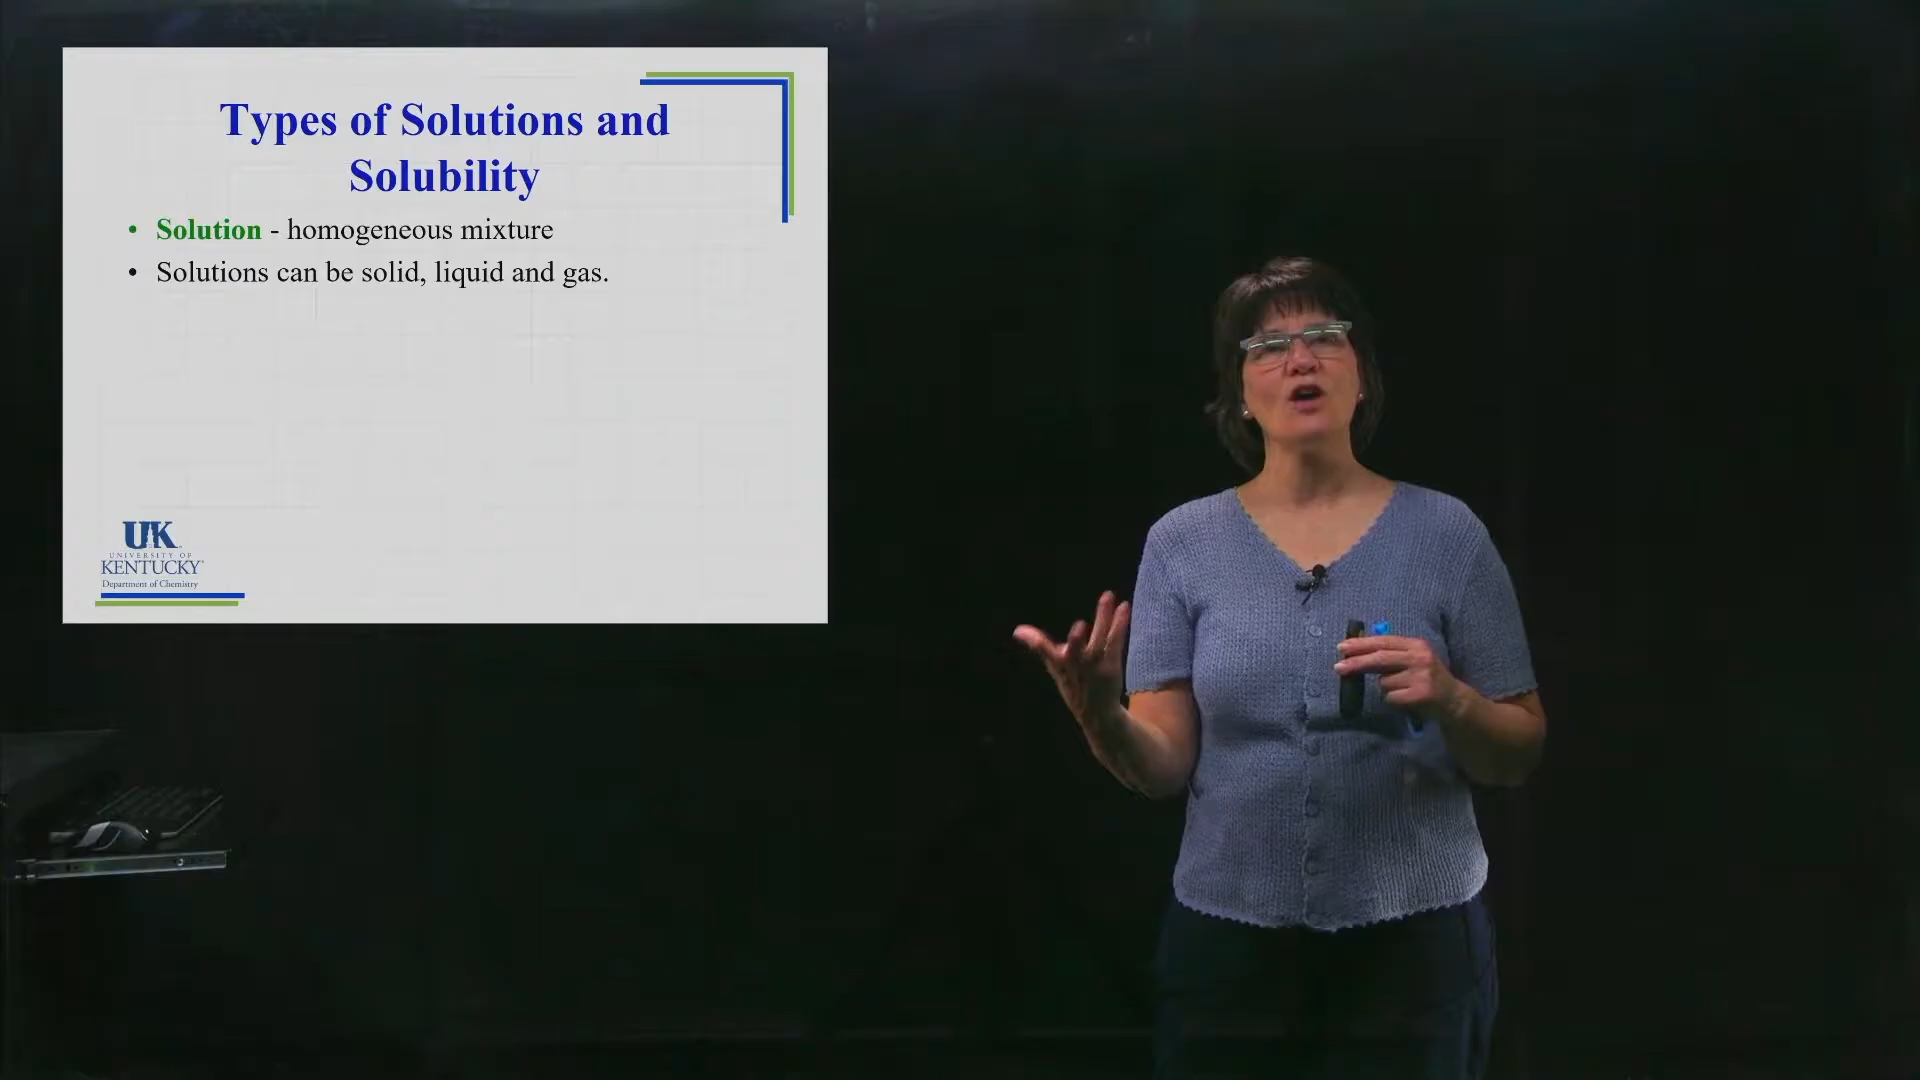 Types of Solutions and
Solubility
• Solution - homogeneous mixture
• Solutions can be solid, liquid and gas.
UK
UNIVERSITY OF
KENTUCKY
Department of Chemistry